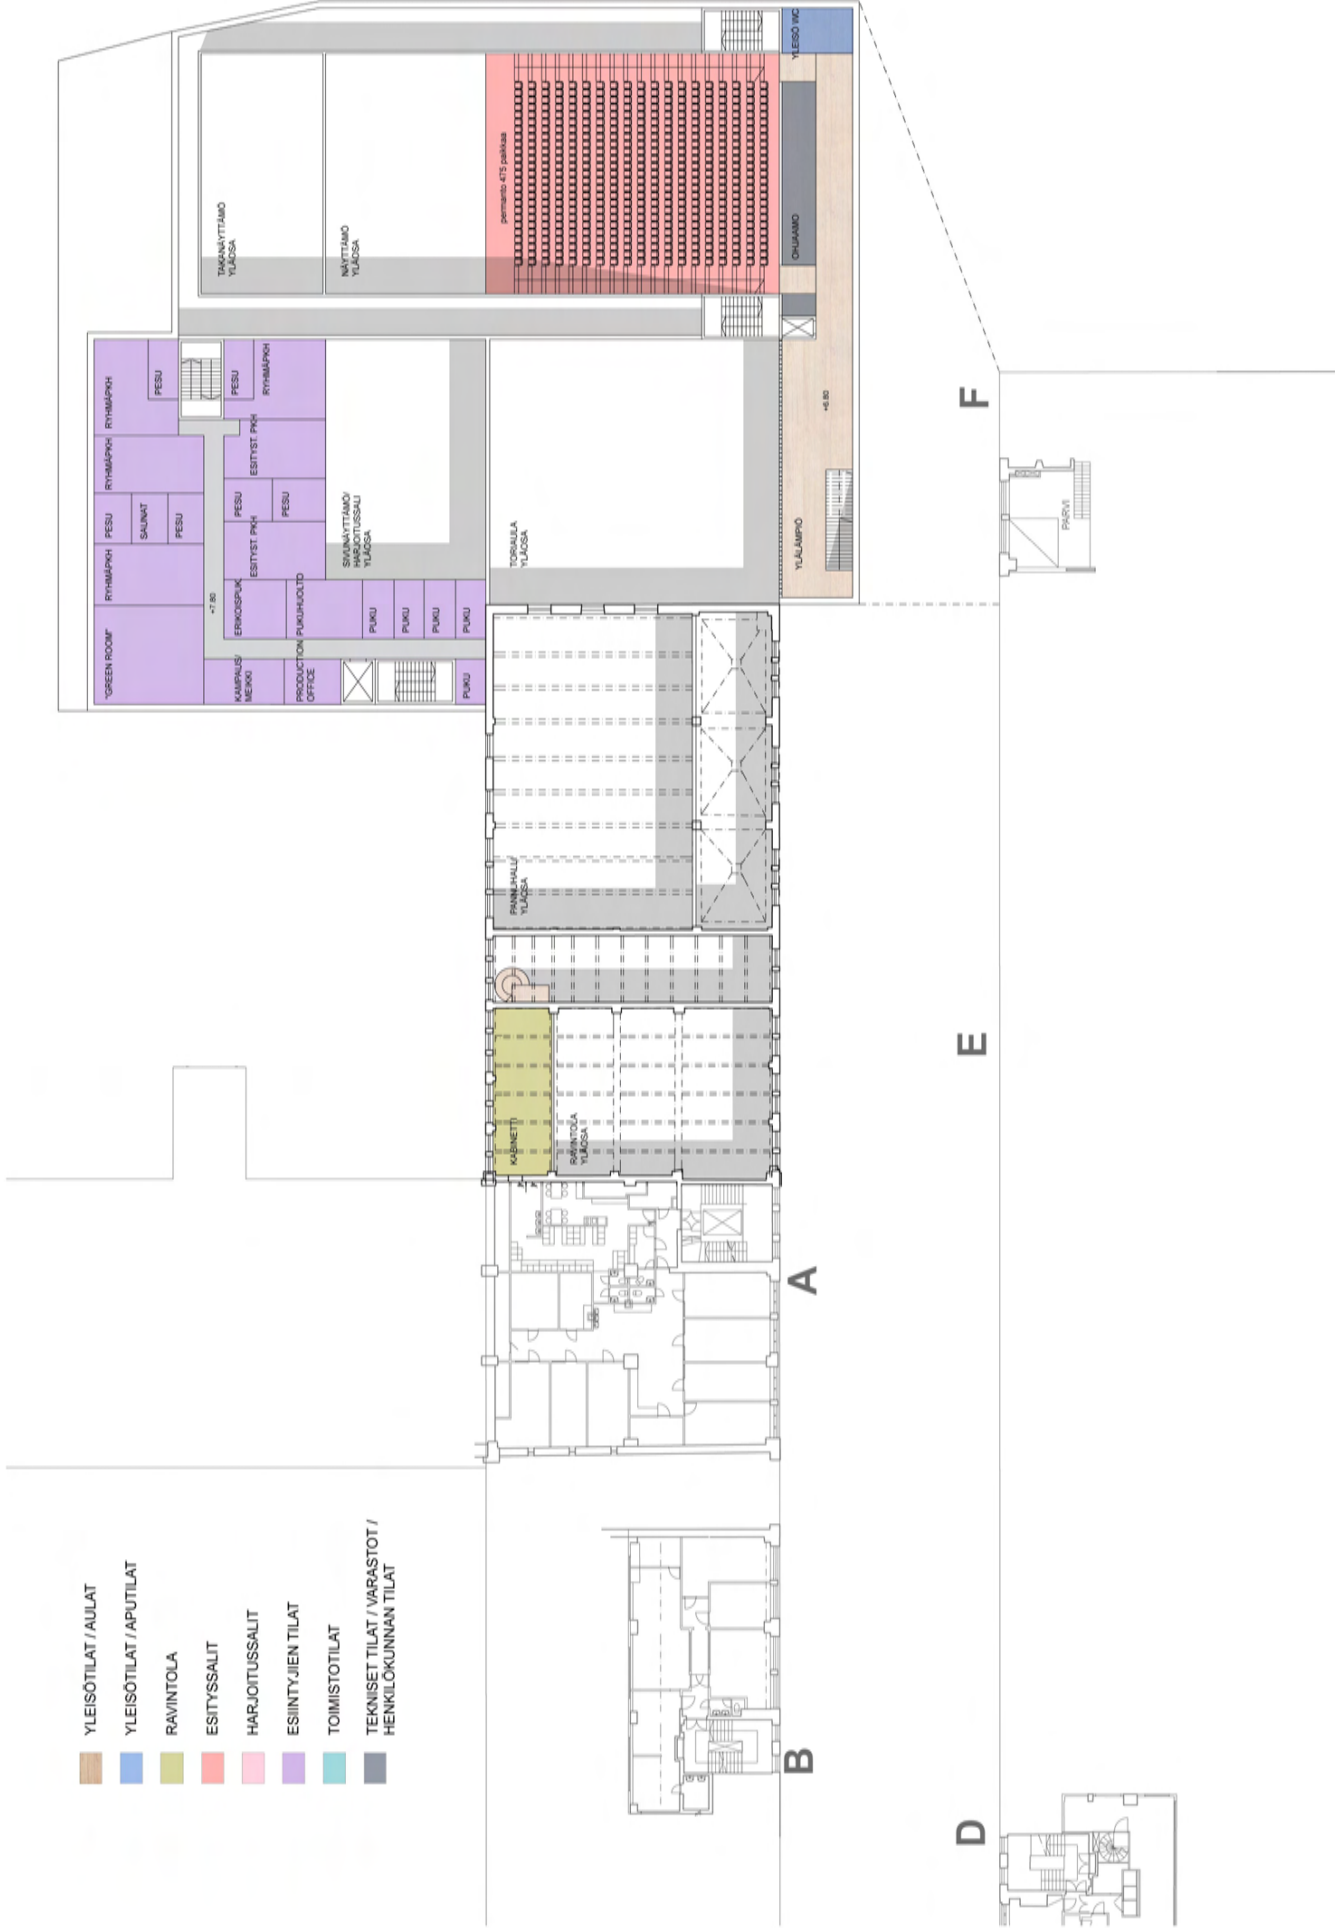 YLEISÖTILAT / AULAT
YLEISÖTILAT / APUTILAT
RAVINTOLA
ESITYSSALIT
HARJOITUSSALIT
ESIINTYJIEN TILAT
TOIMISTOTILAT
TEKNISET TILAT / VARASTOT /
HENKILÖKUNNAN TILAT
"GREEN ROOM"
RYHMÄPKH
PESU
SAUNAT
PESU
RYHMÄPKH
RYHMÄPKH
PESU
+7.80
KAMPAUS/
MEIKKI
PRODUCTION
OFFICE
ERIKOISPUK.
PUKUHUOLTO
ESITYST. PKH
PESU
PESU
ESITYST. PKH
PESU
RYHMÄPKH
PUKU
PUKU
PUKU
PUKU
PUKU
TAKANÄYTTÄMÖ
YLÄOSA
NÄYTTÄMÖ
YLÄOSA
SIVUNÄYTTÄMÖ/
HARJOITUSSALI
YLÄOSA
permanto 475 paikkaa
KABINETTI
RAVINTOLA
YLÄOSA
PANNUHALLI
YLÄOSA
TORIAULA
YLÄOSA
YLÄLÄMPIÖ
+6.80
OHJAAMO
YLEISÖ WC
B
A
D
E
F
PARVI